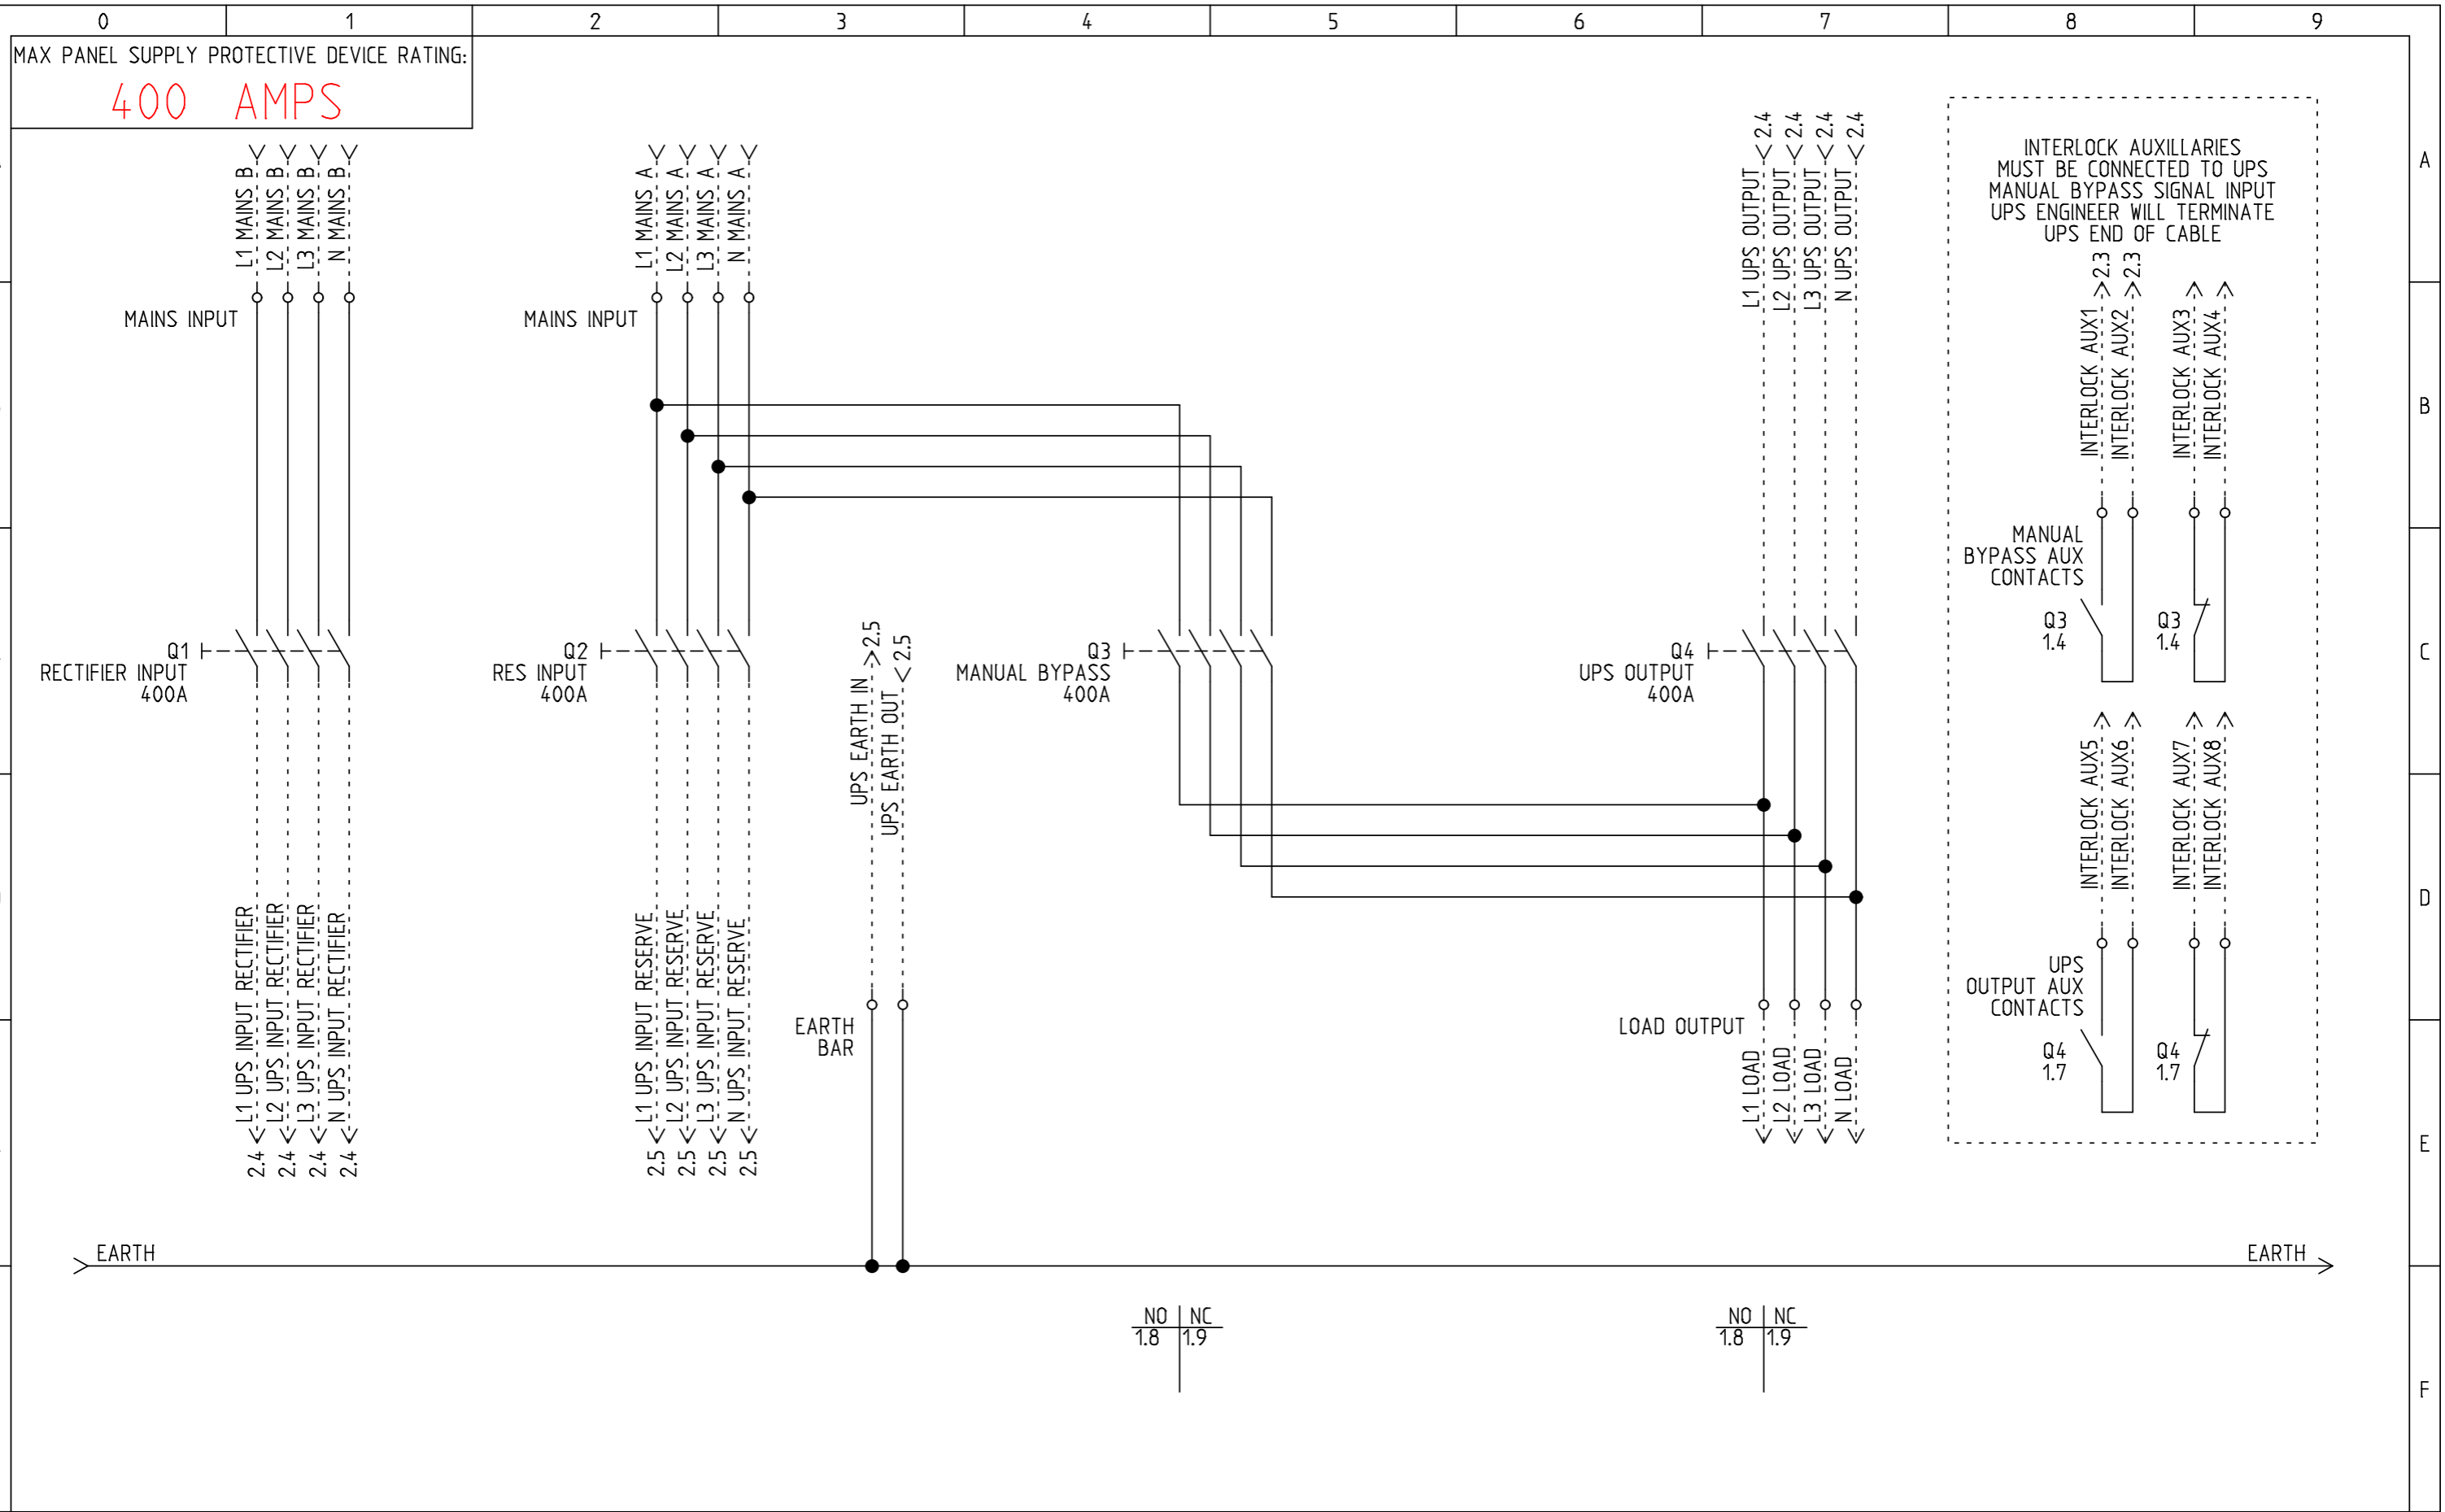 0 1 2 3 4 5 6 7 8 9
MAX PANEL SUPPLY PROTECTIVE DEVICE RATING:
400 AMPS
A
B
C
D
E
F
L1 MAINS B
L2 MAINS B
L3 MAINS B
N MAINS B
MAINS INPUT
Q1
RECTIFIER INPUT
400A
L1 UPS INPUT RECTIFIER
L2 UPS INPUT RECTIFIER
L3 UPS INPUT RECTIFIER
N UPS INPUT RECTIFIER
2.4
2.4
2.4
2.4
L1 MAINS A
L2 MAINS A
L3 MAINS A
N MAINS A
MAINS INPUT
Q2
RES INPUT
400A
L1 UPS INPUT RESERVE
L2 UPS INPUT RESERVE
L3 UPS INPUT RESERVE
N UPS INPUT RESERVE
2.5
2.5
2.5
2.5
2.5
2.5
UPS EARTH IN
UPS EARTH OUT
EARTH
BAR
Q3
MANUAL BYPASS
400A
2.4
2.4
2.4
2.4
L1 UPS OUTPUT
L2 UPS OUTPUT
L3 UPS OUTPUT
N UPS OUTPUT
Q4
UPS OUTPUT
400A
LOAD OUTPUT
L1 LOAD
L2 LOAD
L3 LOAD
N LOAD
INTERLOCK AUXILLARIES
MUST BE CONNECTED TO UPS
MANUAL BYPASS SIGNAL INPUT
UPS ENGINEER WILL TERMINATE
UPS END OF CABLE
2.3
2.3
INTERLOCK AUX1
INTERLOCK AUX2
INTERLOCK AUX3
INTERLOCK AUX4
MANUAL
BYPASS AUX
CONTACTS
Q3
1.4
Q3
1.4
INTERLOCK AUX5
INTERLOCK AUX6
INTERLOCK AUX7
INTERLOCK AUX8
UPS
OUTPUT AUX
CONTACTS
Q4
1.7
Q4
1.7
EARTH
EARTH
NO NC
1.8 1.9
NO NC
1.8 1.9